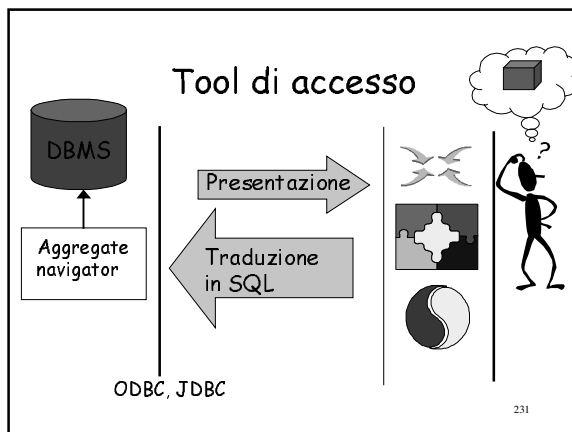 Tool di accesso
DBMS
Aggregate
navigator
Presentazione
Traduzione
in SQL
?
ODBC, JDBC
231